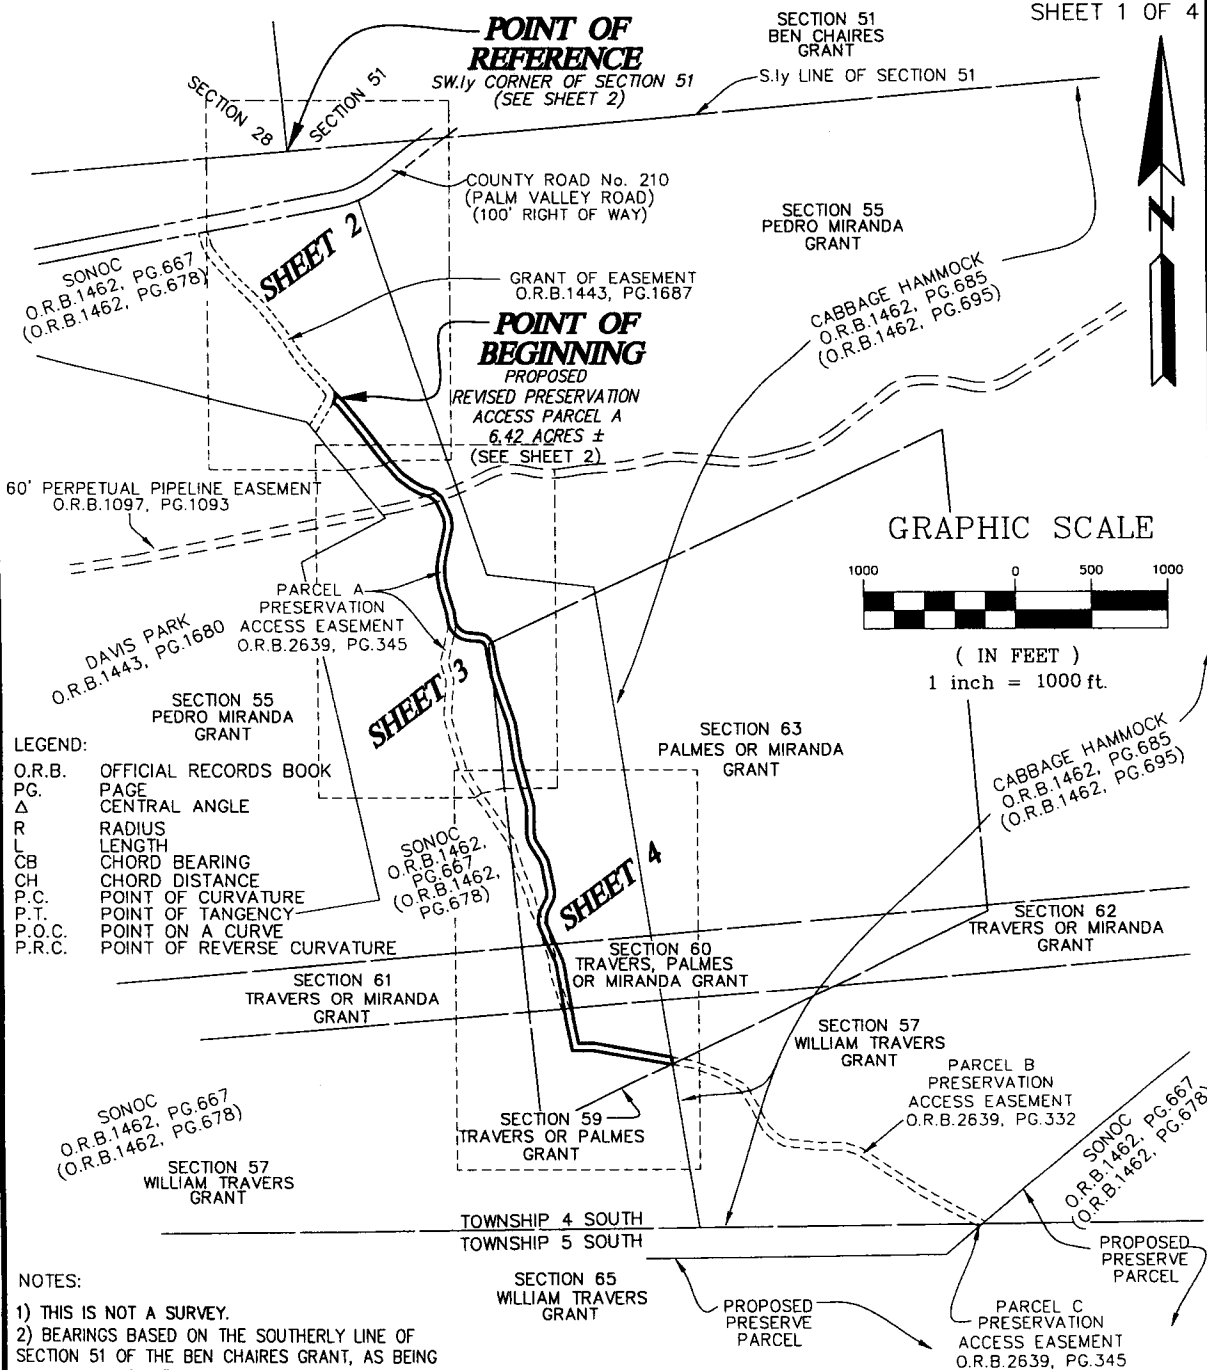 SHEET 1 OF 4
POINT OF
REFERENCE
SW.ly CORNER OF SECTION 51
(SEE SHEET 2)
SECTION 51
BEN CHAIRES
GRANT
S.ly LINE OF SECTION 51
SECTION 28
SECTION 51
COUNTY ROAD No. 210
(PALM VALLEY ROAD)
(100' RIGHT OF WAY)
SECTION 55
PEDRO MIRANDA
GRANT
N
SHEET 2
SONOC
O.R.B.1462, PG.667
(O.R.B.1462, PG.678)
GRANT OF EASEMENT
O.R.B.1443, PG.1687
CABBAGE HAMMOCK
O.R.B.1462, PG.685
(O.R.B.1462, PG.695)
POINT OF
BEGINNING
PROPOSED
REVISED PRESERVATION
ACCESS PARCEL A
6.42 ACRES ±
(SEE SHEET 2)
60' PERPETUAL PIPELINE EASEMENT
O.R.B.1097, PG.1093
GRAPHIC SCALE
1000 0 500 1000
( IN FEET )
1 inch = 1000 ft.
PARCEL A
PRESERVATION
ACCESS EASEMENT
O.R.B.2639, PG.345
DAVIS PARK
O.R.B.1443, PG.1680
SHEET 3
SECTION 55
PEDRO MIRANDA
GRANT
SECTION 63
PALMES OR MIRANDA
GRANT
CABBAGE HAMMOCK
O.R.B.1462, PG.685
(O.R.B.1462, PG.695)
LEGEND:
O.R.B. OFFICIAL RECORDS BOOK
PG. PAGE
Δ CENTRAL ANGLE
R RADIUS
L LENGTH
CB CHORD BEARING
CH CHORD DISTANCE
P.C. POINT OF CURVATURE
P.T. POINT OF TANGENCY
P.O.C. POINT ON A CURVE
P.R.C. POINT OF REVERSE CURVATURE
SONOC
O.R.B.1462,
PG.667
(O.R.B.1462,
PG.678)
SHEET 4
SECTION 62
TRAVERS OR MIRANDA
GRANT
SECTION 60
TRAVERS, PALMES
OR MIRANDA GRANT
SECTION 61
TRAVERS OR MIRANDA
GRANT
SECTION 57
WILLIAM TRAVERS
GRANT
PARCEL B
PRESERVATION
ACCESS EASEMENT
O.R.B.2639, PG.332
SONOC
O.R.B.1462, PG.667
(O.R.B.1462, PG.678)
SECTION 59
TRAVERS OR PALMES
GRANT
SONOC
O.R.B.1462, PG.667
(O.R.B.1462, PG.678)
SECTION 57
WILLIAM TRAVERS
GRANT
TOWNSHIP 4 SOUTH
TOWNSHIP 5 SOUTH
PROPOSED
PRESERVE
PARCEL
SECTION 65
WILLIAM TRAVERS
GRANT
PROPOSED
PRESERVE
PARCEL
PARCEL C
PRESERVATION
ACCESS EASEMENT
O.R.B.2639, PG.345
NOTES:
1) THIS IS NOT A SURVEY.
2) BEARINGS BASED ON THE SOUTHERLY LINE OF
SECTION 51 OF THE BEN CHAIRES GRANT, AS BEING